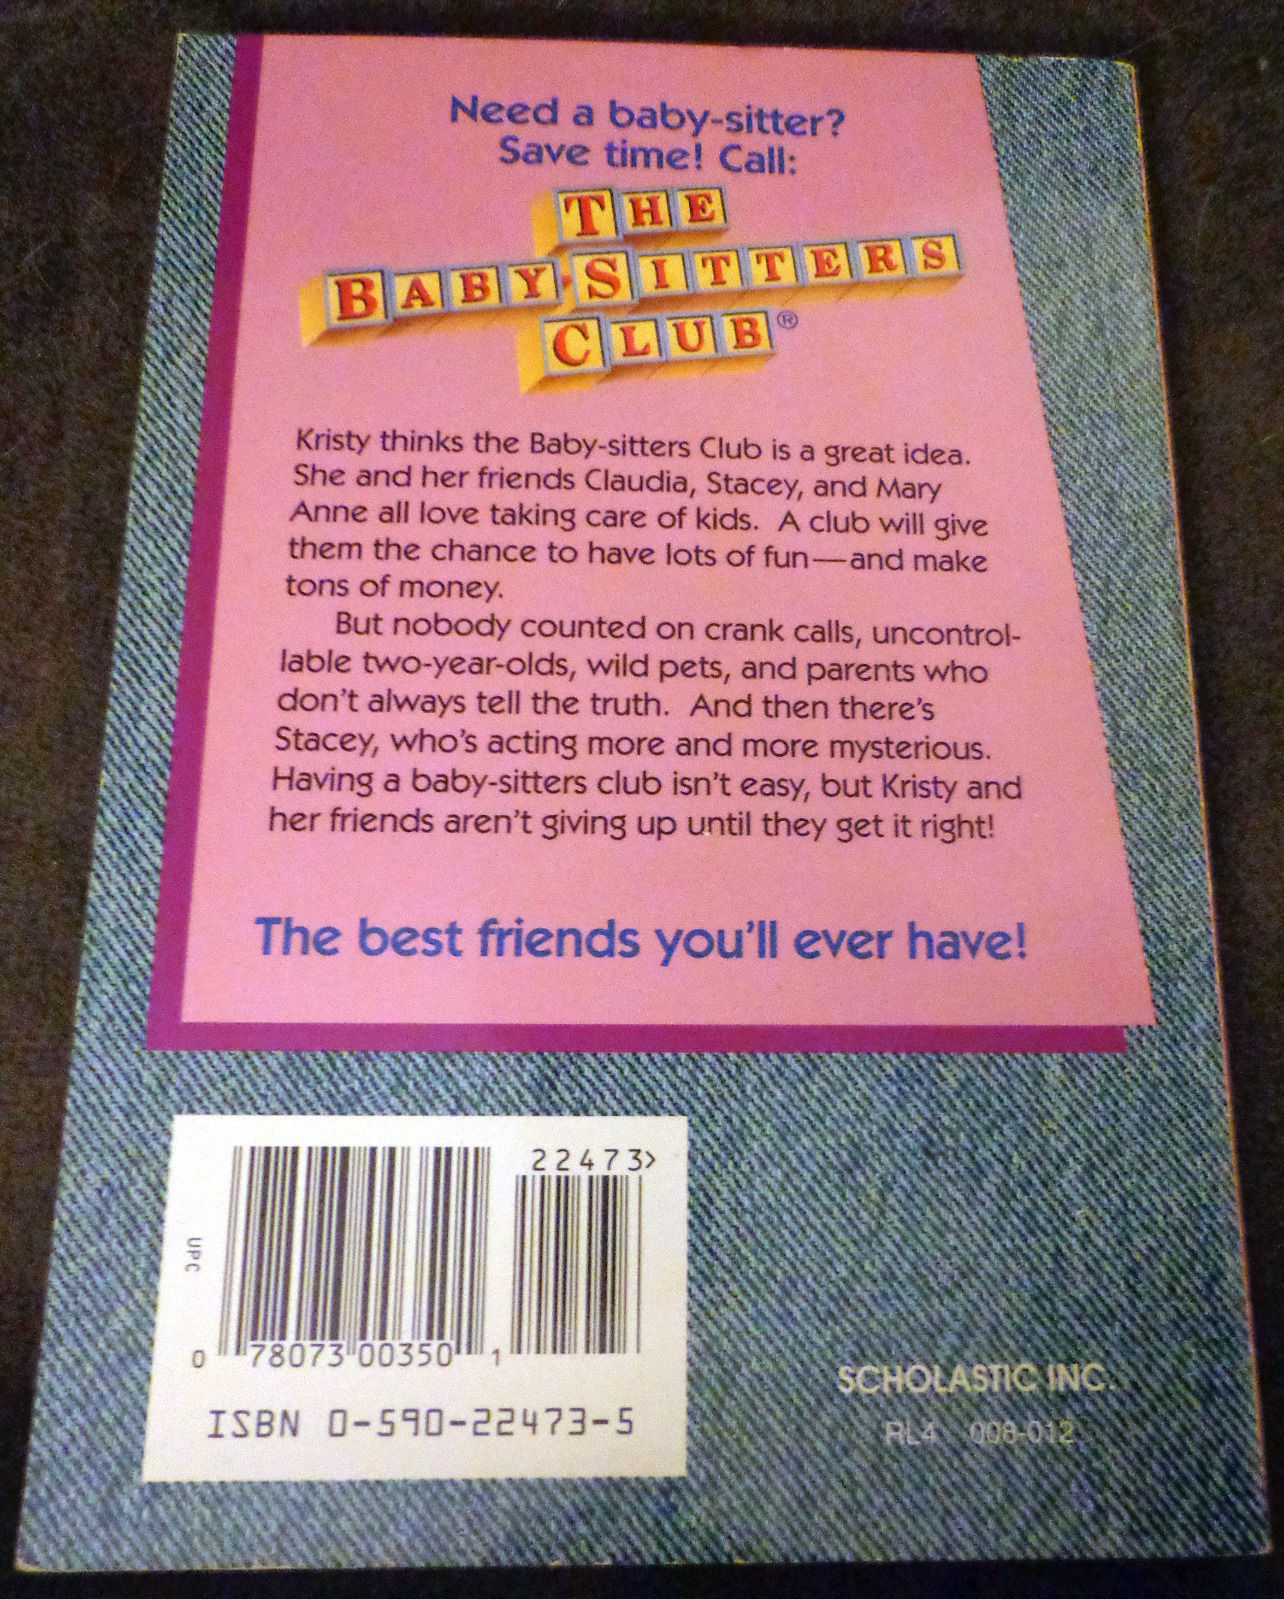 Need a baby-sitter?
Save time! Call:
THE
BABY-SITTERS
CLUB®
Kristy thinks the Baby-sitters Club is a great idea.
She and her friends Claudia, Stacey, and Mary
Anne all love taking care of kids. A club will give
them the chance to have lots of fun—and make
tons of money.
But nobody counted on crank calls, uncontrol-
lable two-year-olds, wild pets, and parents who
don't always tell the truth. And then there's
Stacey, who's acting more and more mysterious.
Having a baby-sitters club isn't easy, but Kristy and
her friends aren't giving up until they get it right!
The best friends you'll ever have!
22473>
UPC
0 78073 00350 1
ISBN 0-590-22473-5
SCHOLASTIC INC.
RL4 008-012